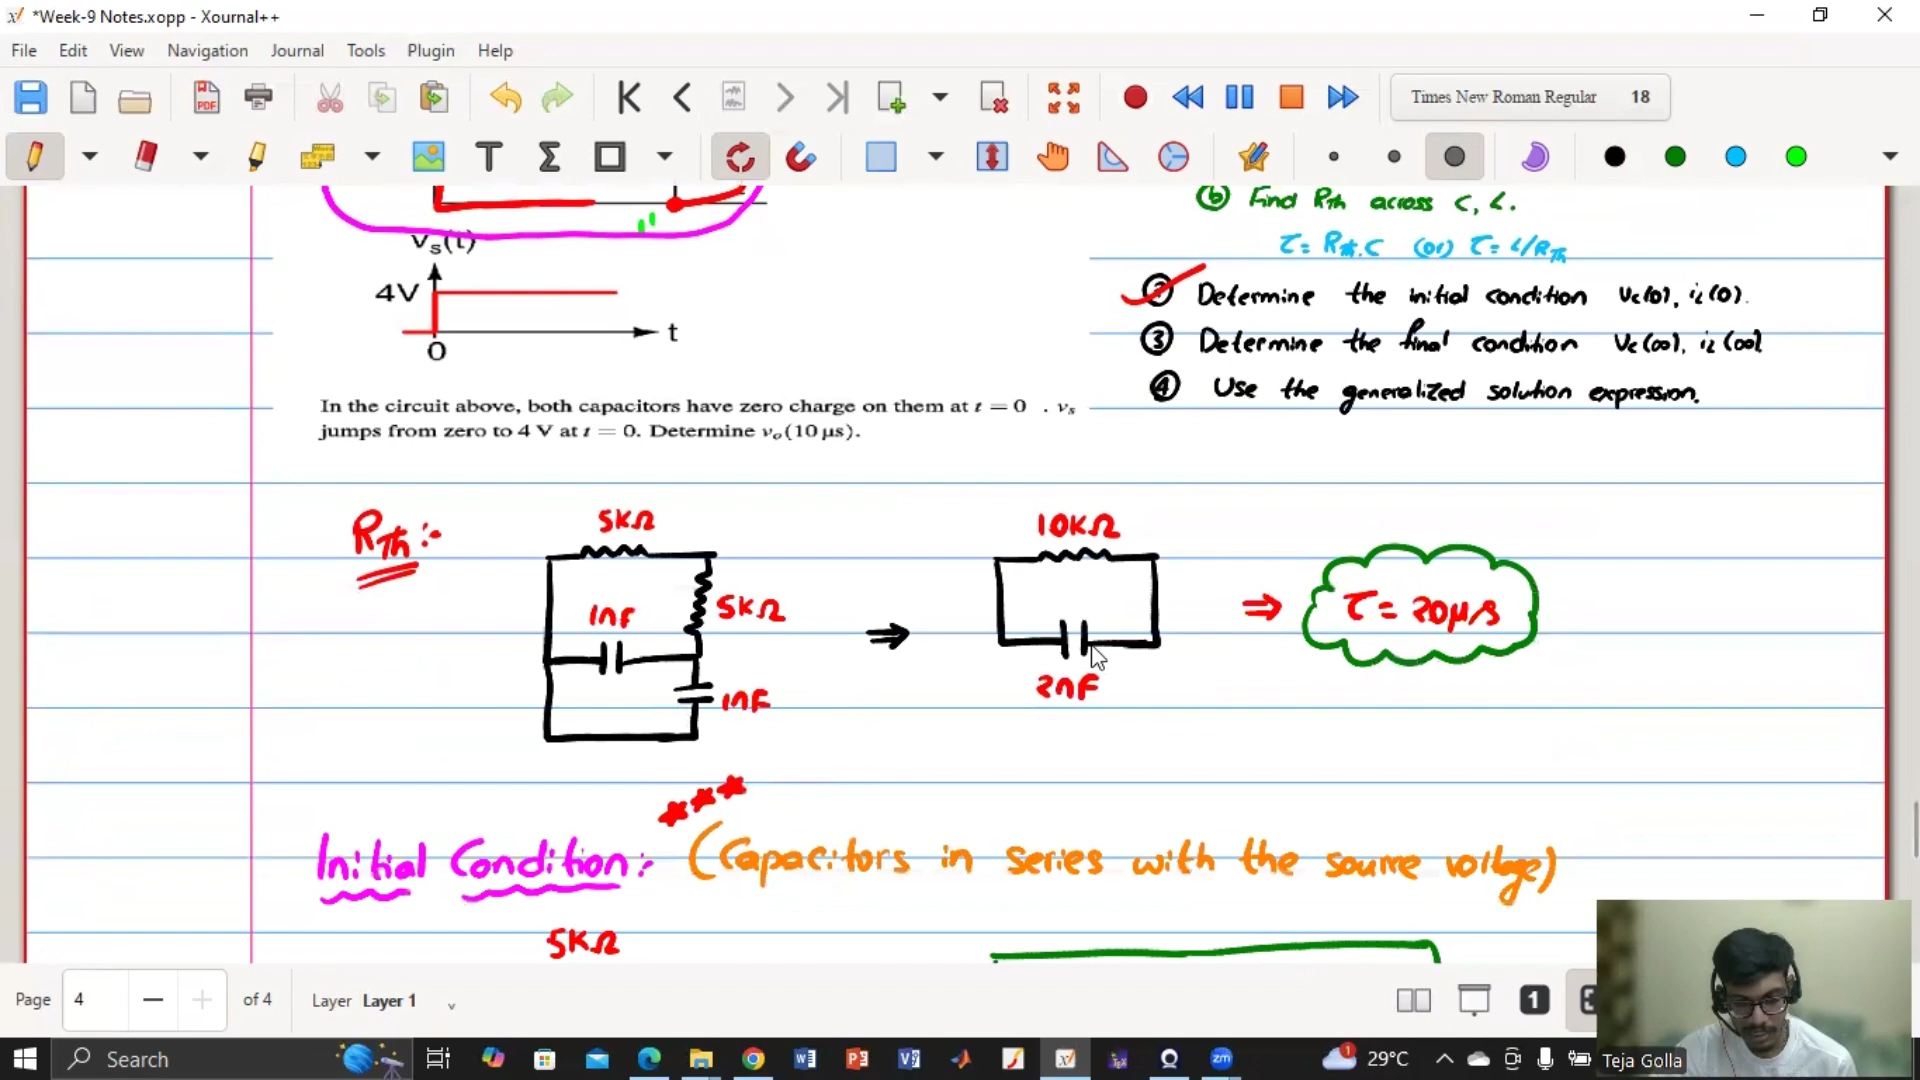 *Week-9 Notes.xopp - Xournal++
File Edit View Navigation Journal Tools Plugin Help
PDF
Times New Roman Regular 18
ⓑ Find RTh across C, L.
τ = RTh.C (or) τ = L/RTh
② Determine the initial condition Vc(0), iL(0).
③ Determine the final condition Vc(∞), iL(∞)
④ Use the generalized solution expression.
Vs(t)
4V
t
0
In the circuit above, both capacitors have zero charge on them at t = 0 . vs
jumps from zero to 4 V at t = 0. Determine vo(10 μs).
RTh :-
5KΩ
5KΩ
1nF
1nF
⇒
10KΩ
2nF
⇒ τ = 20μs
Initial Condition:- (Capacitors in series with the source voltage)
5KΩ
Page 4 of 4 Layer Layer 1
1
Search
29°C
Teja Golla